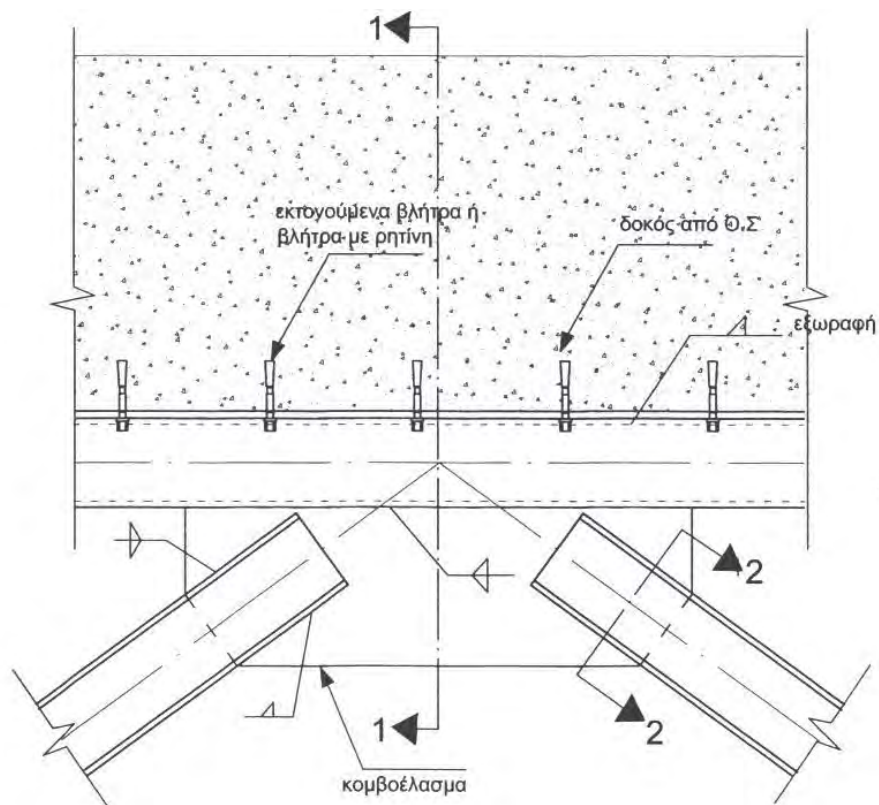 1
εκτογούμενα βλήτρα ή
βλήτρα με ρητίνη
δοκός από Ο.Σ
εξωραφή
2
1
2
κομβοέλασμα